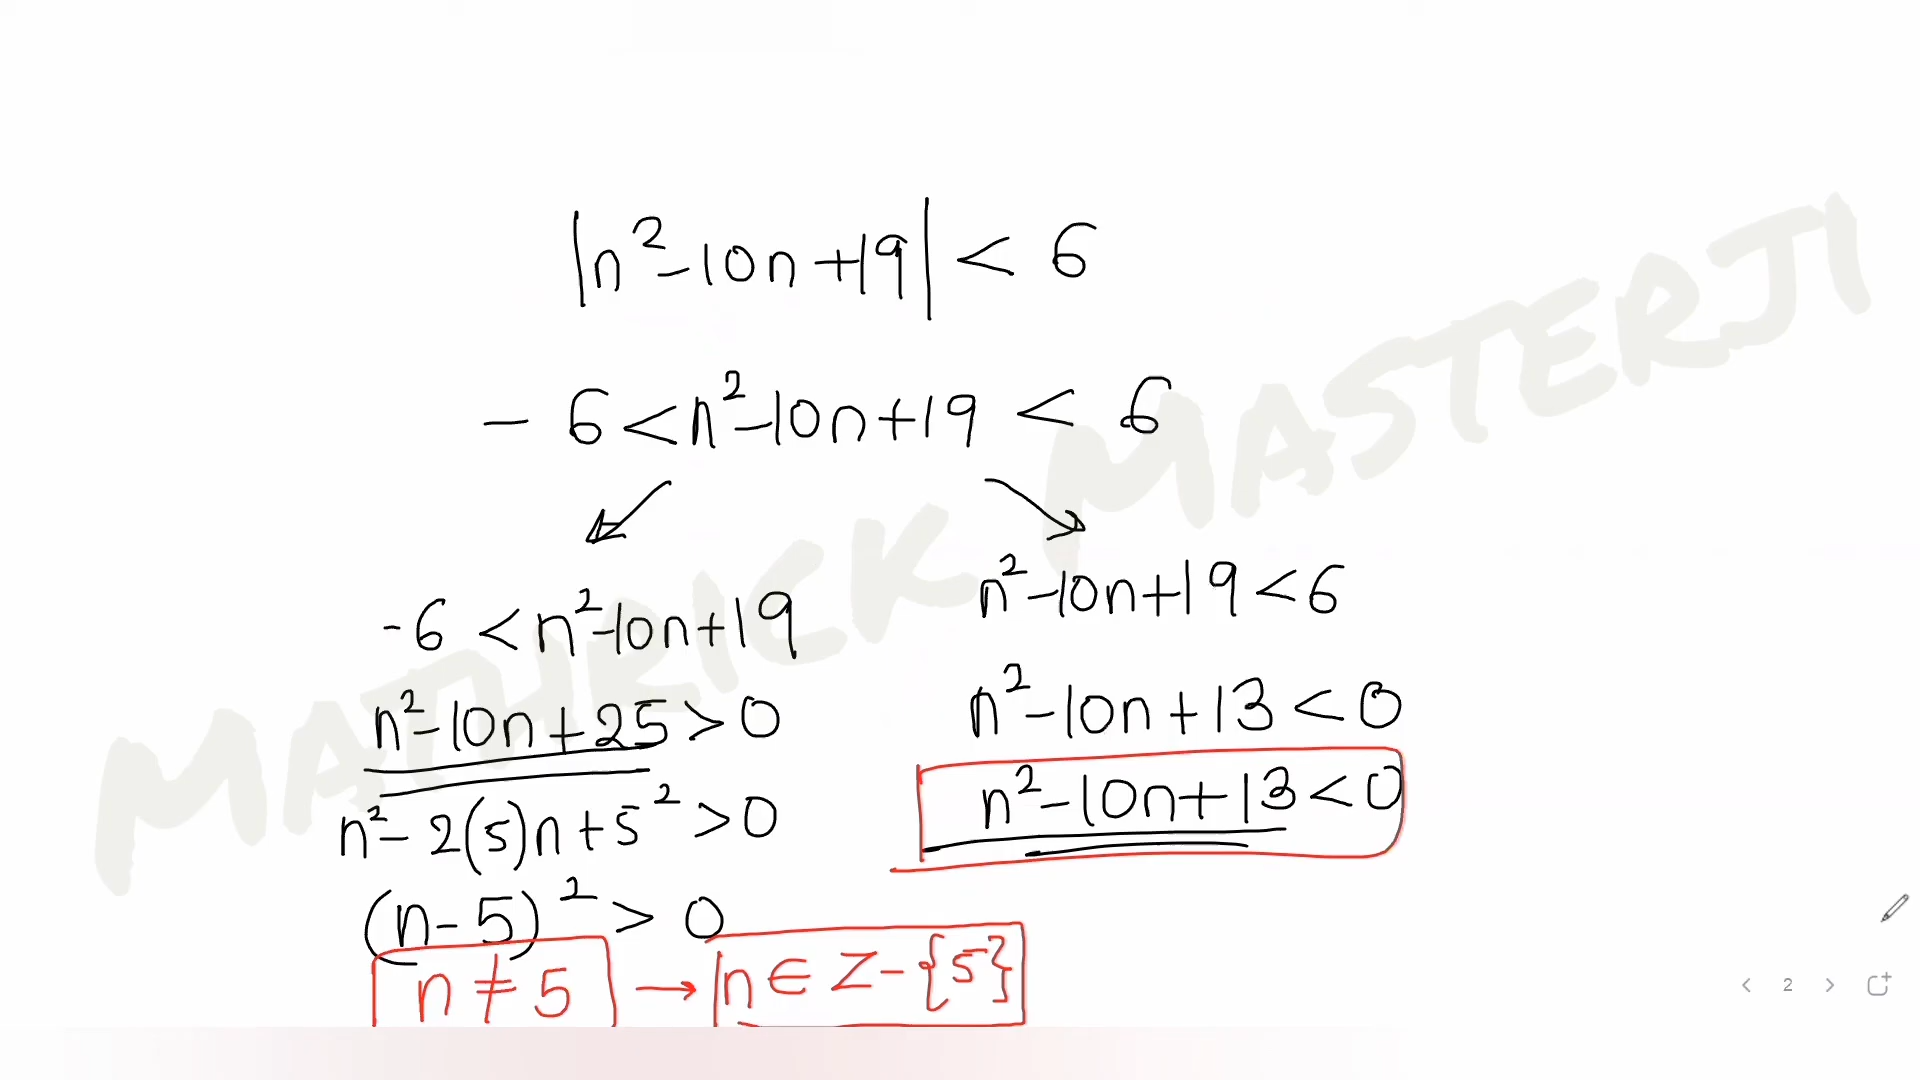 |n²-10n+19| < 6
-6 < n²-10n+19 < 6
-6 < n²-10n+19
n²-10n+25 > 0
n²-2(5)n+5² > 0
(n-5)² > 0
n ≠ 5 → n ∈ Z-{5}
n²-10n+19 < 6
n²-10n+13 < 0
n²-10n+13 < 0
MATHRICK MASTERJI
2